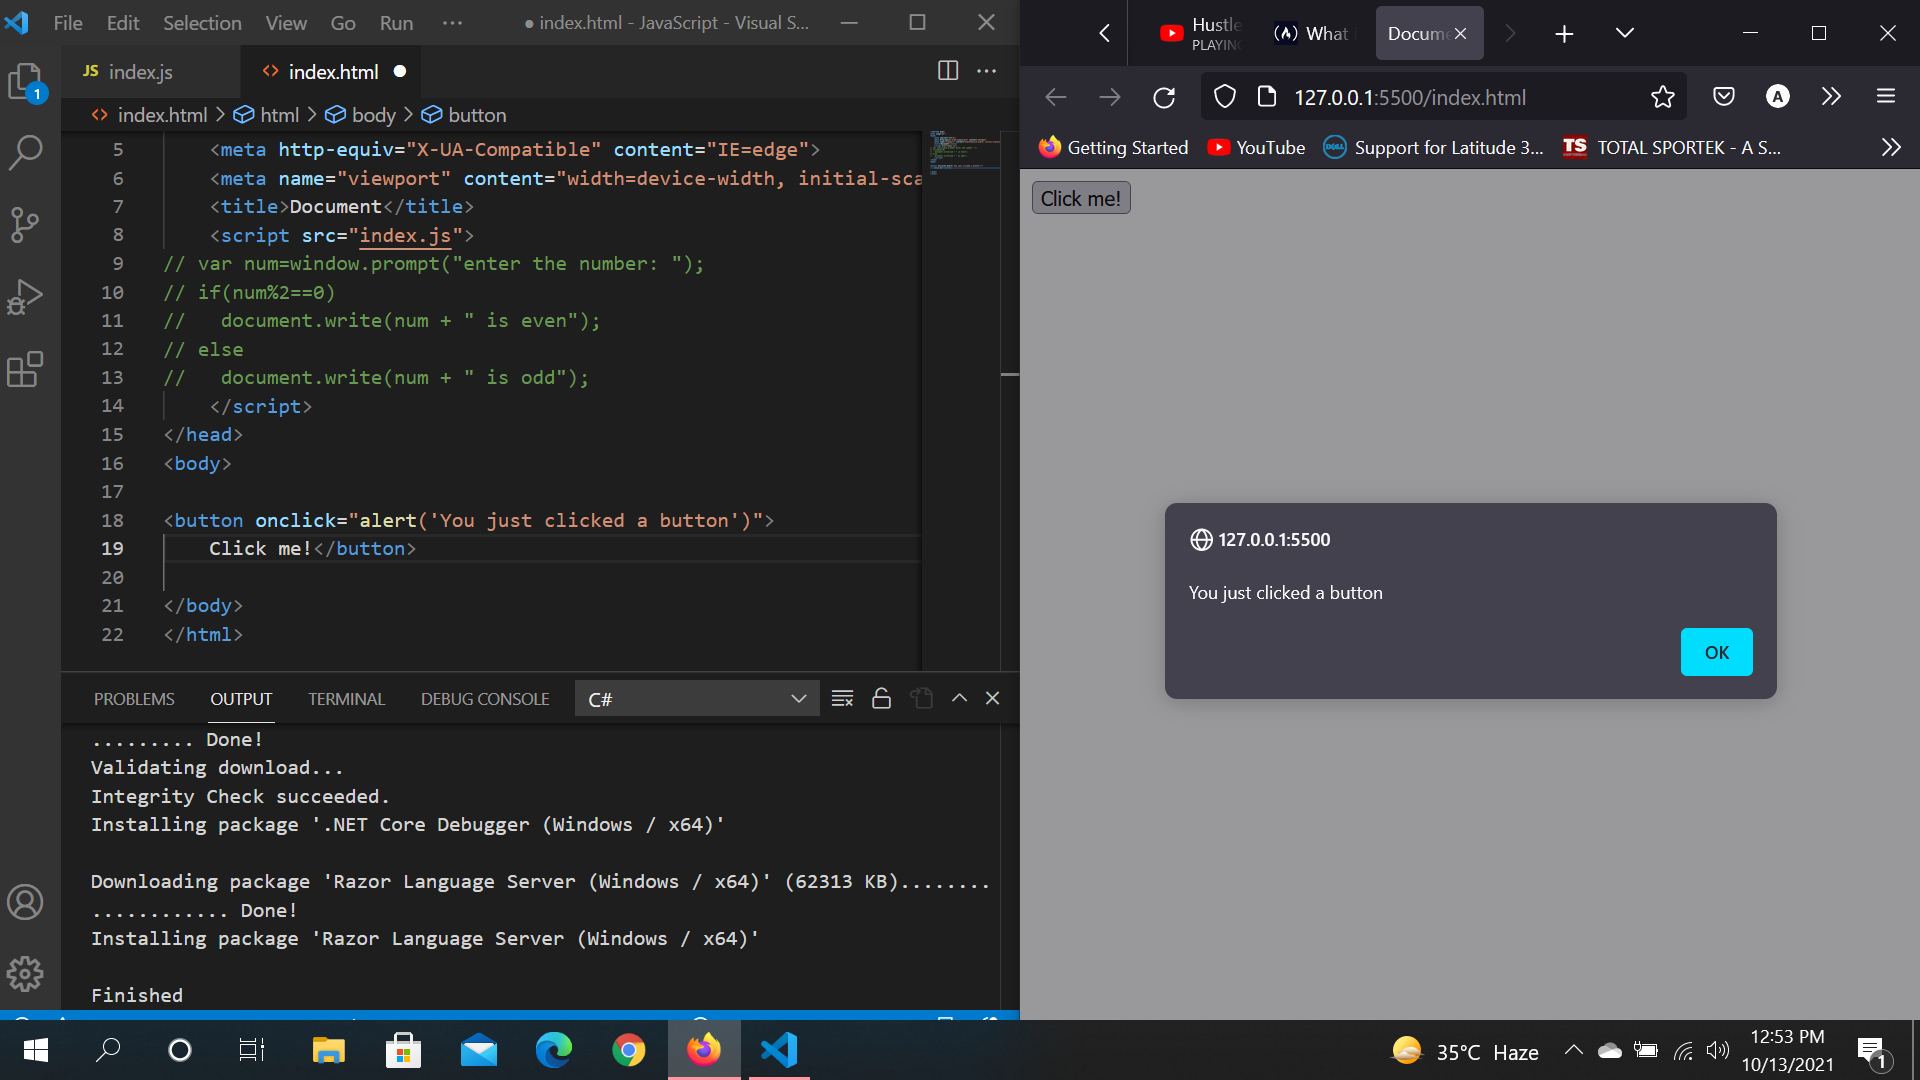 File Edit Selection View Go Run ··· ● index.html - JavaScript - Visual S...
JS index.js
<> index.html ●
<> index.html > html > body > button
5 <meta http-equiv="X-UA-Compatible" content="IE=edge">
6 <meta name="viewport" content="width=device-width, initial-sca
7 <title>Document</title>
8 <script src="index.js">
9 // var num=window.prompt("enter the number: ");
10 // if(num%2==0)
11 //   document.write(num + " is even");
12 // else
13 //   document.write(num + " is odd");
14 </script>
15 </head>
16 <body>
17
18 <button onclick="alert('You just clicked a button')">
19 Click me!</button>
20
21 </body>
22 </html>
1
PROBLEMS OUTPUT TERMINAL DEBUG CONSOLE C#
......... Done!
Validating download...
Integrity Check succeeded.
Installing package '.NET Core Debugger (Windows / x64)'
Downloading package 'Razor Language Server (Windows / x64)' (62313 KB)........
............ Done!
Installing package 'Razor Language Server (Windows / x64)'
Finished
Hustle
PLAYING
What
Docume
127.0.0.1:5500/index.html
A
Getting Started YouTube DELL Support for Latitude 3... TS TOTAL SPORTEK - A S...
Click me!
127.0.0.1:5500
You just clicked a button
OK
35°C Haze
12:53 PM
10/13/2021
1